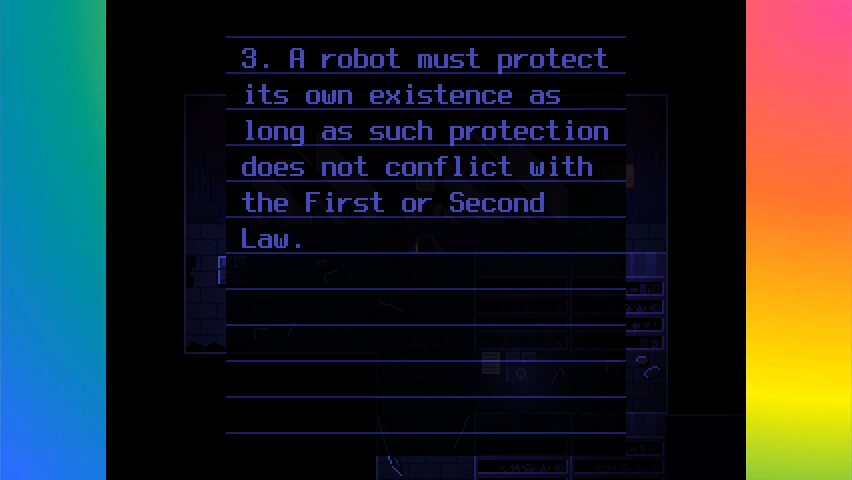 3. A robot must protect
its own existence as
long as such protection
does not conflict with
the First or Second
Law.